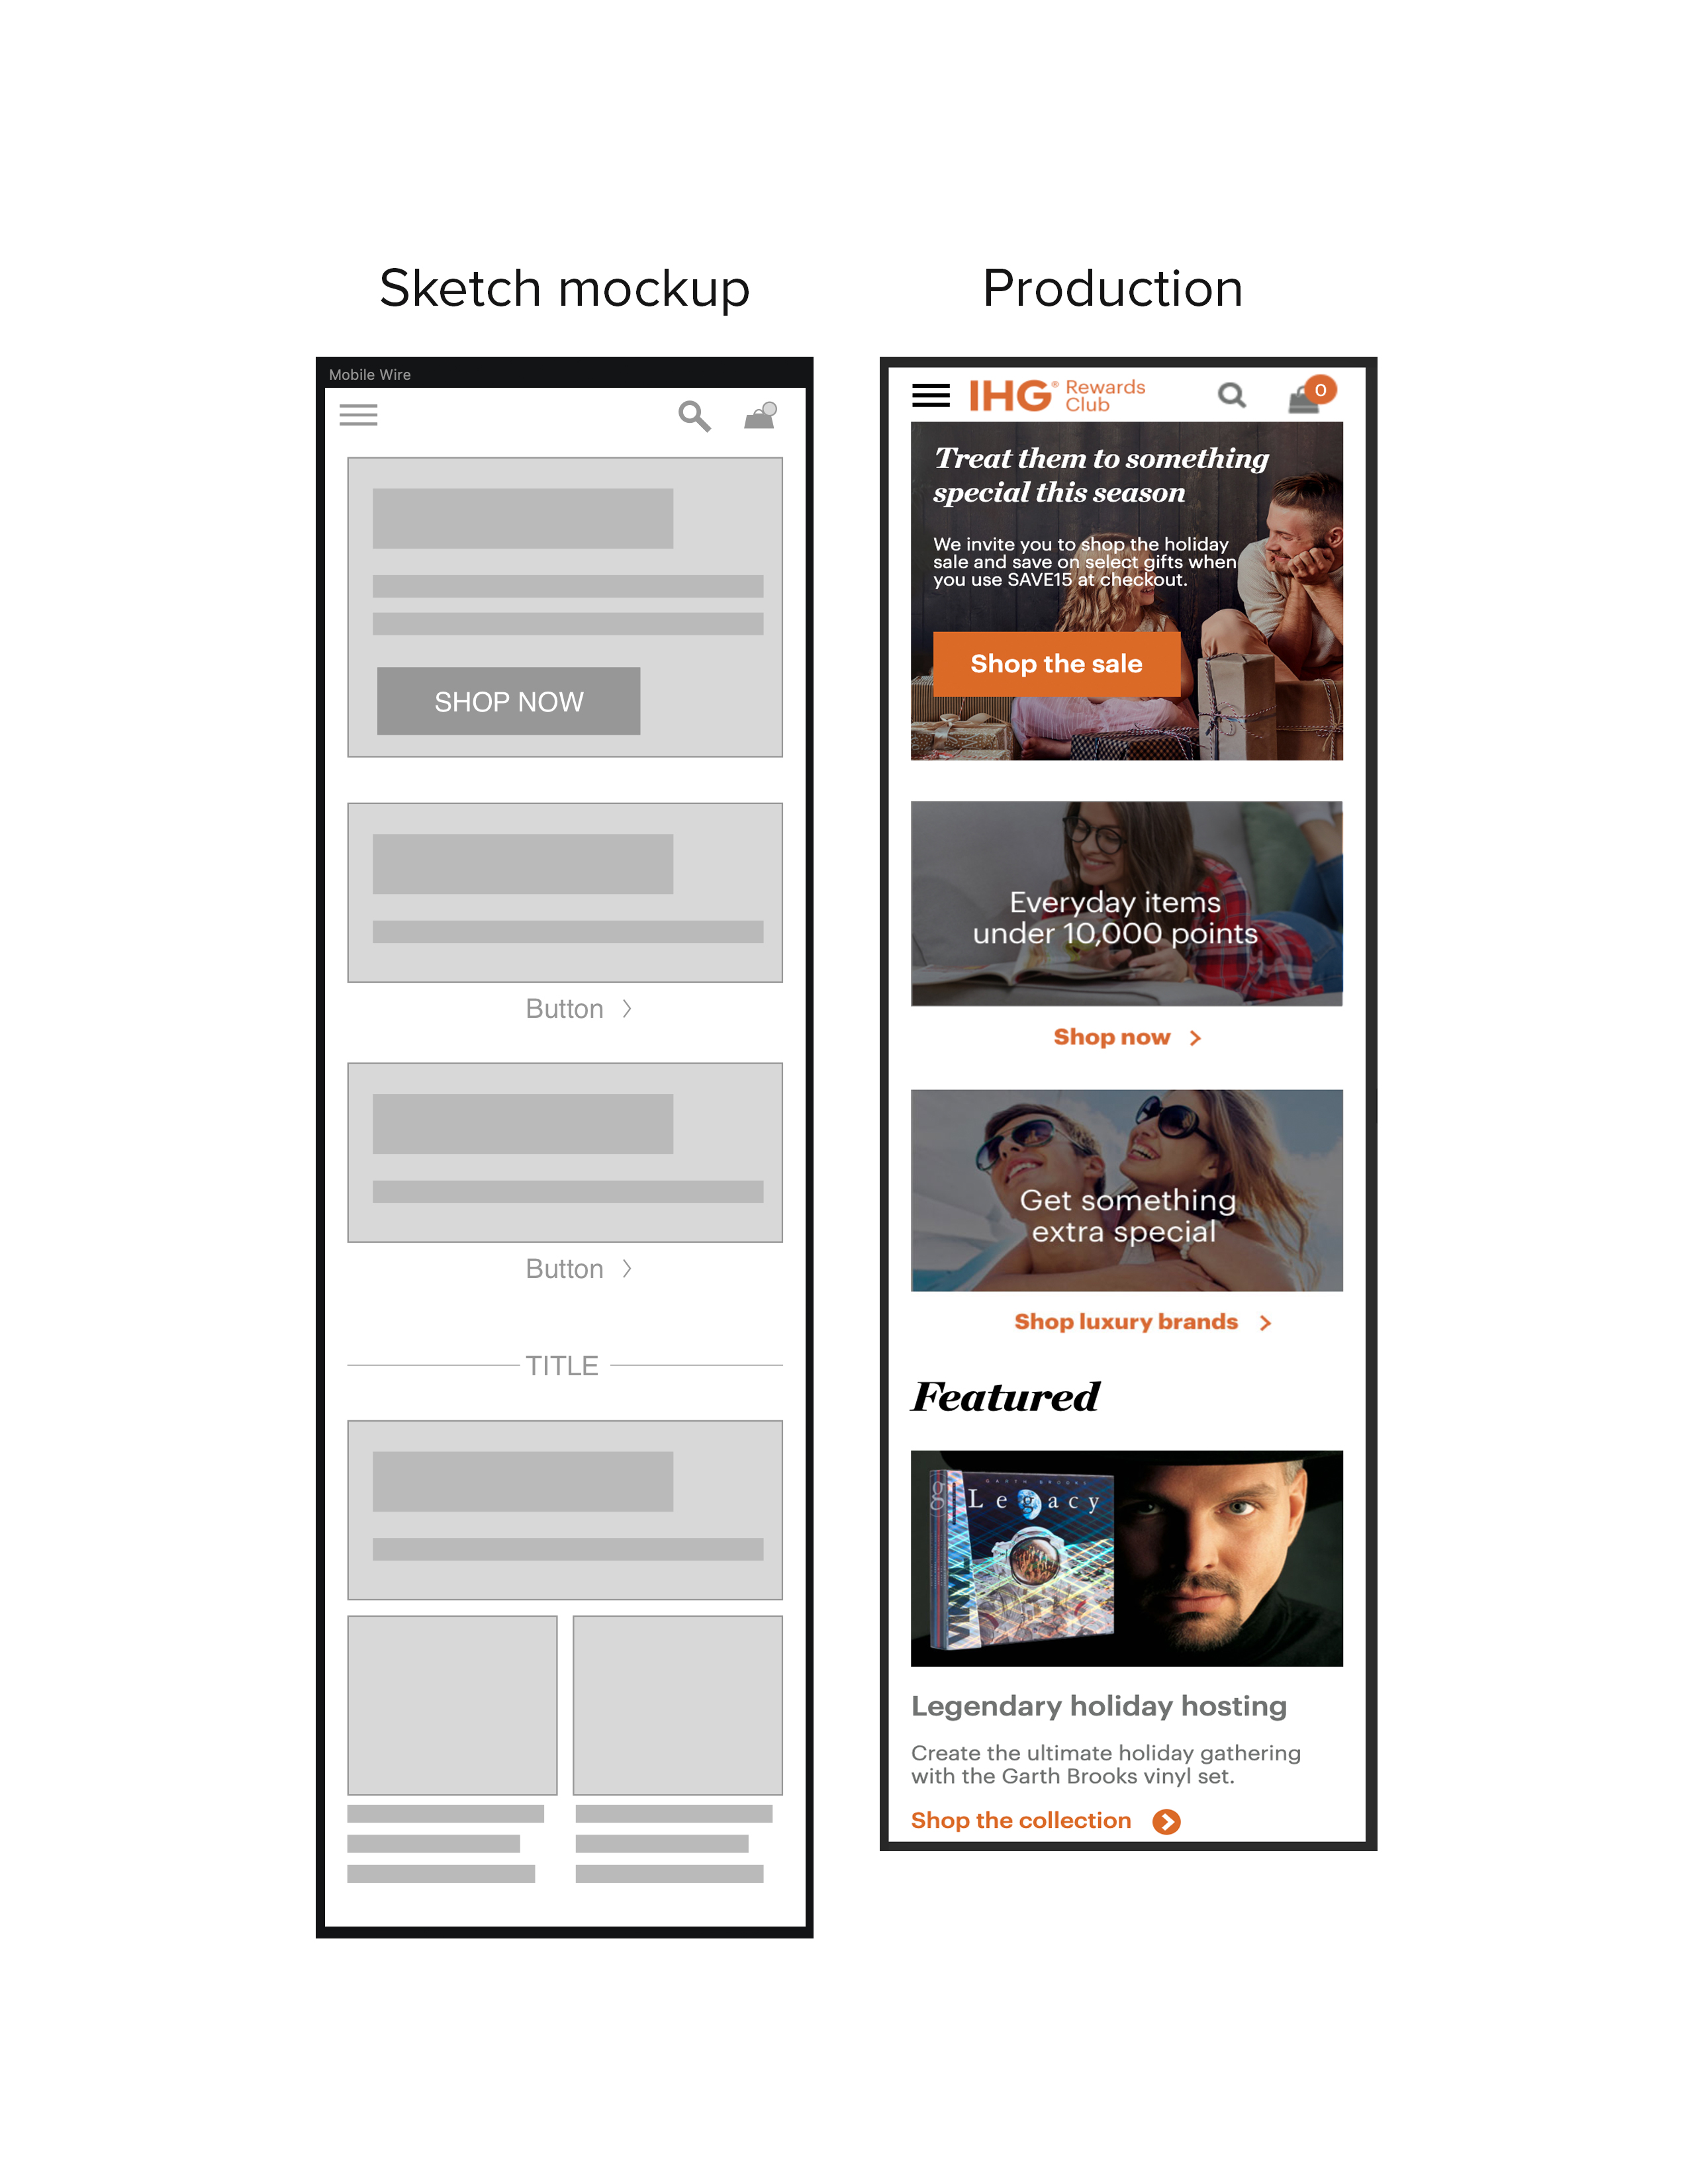 Sketch mockup
Mobile Wire
SHOP NOW
Button >
Button >
TITLE
Production
IHG® Rewards
Club
0
Treat them to something
special this season
We invite you to shop the holiday
sale and save on select gifts when
you use SAVE15 at checkout.
Shop the sale
Everyday items
under 10,000 points
Shop now >
Get something
extra special
Shop luxury brands >
Featured
GARTH BROOKS
Legacy
g
VINYL
Legendary holiday hosting
Create the ultimate holiday gathering
with the Garth Brooks vinyl set.
Shop the collection >